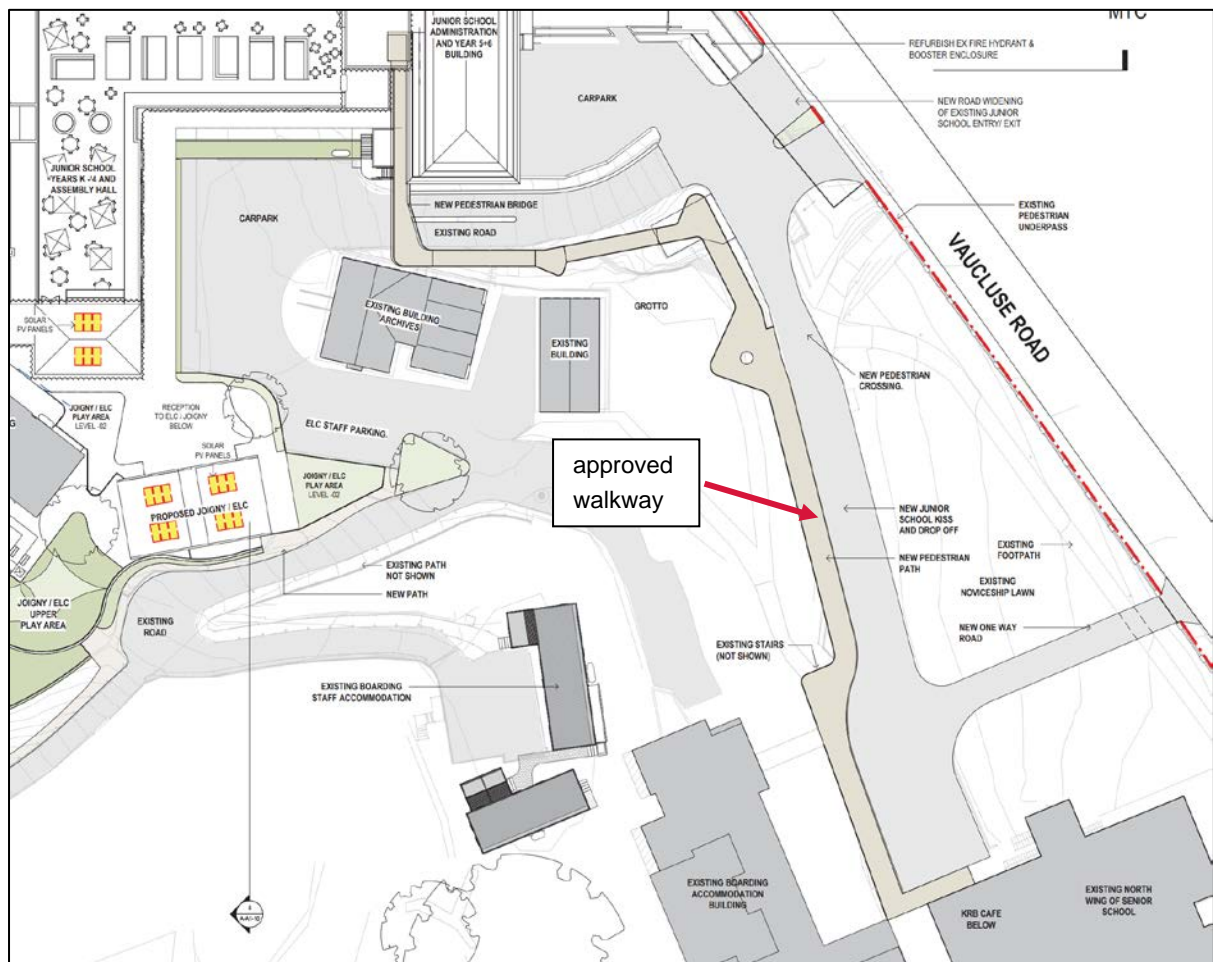 JUNIOR SCHOOL
ADMINISTRATION
AND YEAR 5+6
BUILDING
REFURBISH EX FIRE HYDRANT &
BOOSTER ENCLOSURE
CARPARK
NEW ROAD WIDENING
OF EXISTING JUNIOR
SCHOOL ENTRY/ EXIT
JUNIOR SCHOOL
YEARS K -/4 AND
ASSEMBLY HALL
CARPARK
NEW PEDESTRIAN BRIDGE
EXISTING ROAD
EXISTING
PEDESTRIAN
UNDERPASS
VAUCLUSE ROAD
SOLAR
PV PANELS
EXISTING BUILDING
ARCHIVES
EXISTING
BUILDING
GROTTO
NEW PEDESTRIAN
CROSSING.
JOIGNY / ELC
PLAY AREA
LEVEL -02
RECEPTION
TO ELC / JOIGNY
BELOW
ELC STAFF PARKING.
SOLAR
PV PANELS
JOIGNY / ELC
PLAY AREA
LEVEL -02
PROPOSED JOIGNY / ELC
approved
walkway
NEW JUNIOR
SCHOOL KISS
AND DROP OFF
EXISTING
FOOTPATH
NEW PEDESTRIAN
PATH
EXISTING PATH
NOT SHOWN
NEW PATH
EXISTING
NOVICESHIP LAWN
JOIGNY / ELC
UPPER
PLAY AREA
EXISTING
ROAD
NEW ONE WAY
ROAD
EXISTING STAIRS
(NOT SHOWN)
EXISTING BOARDING
STAFF ACCOMMODATION
EXISTING BOARDING
ACCOMMODATION
BUILDING
EXISTING NORTH
WING OF SENIOR
SCHOOL
KRB CAFE
BELOW